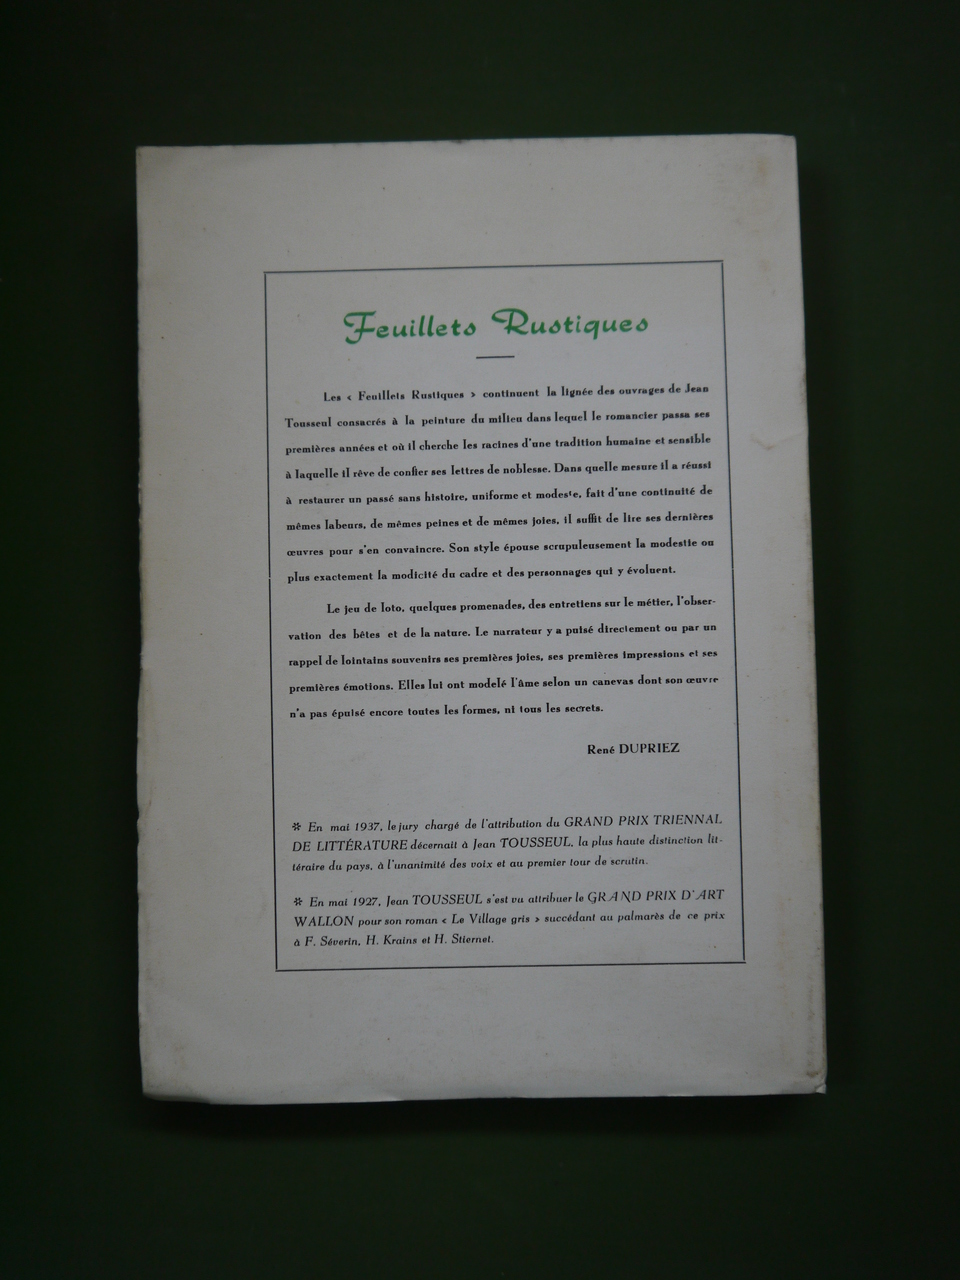 Feuillets Rustiques
Les « Feuillets Rustiques » continuent la lignée des ouvrages de Jean
Tousseul consacrés à la peinture du milieu dans lequel le romancier passa ses
premières années et où il cherche les racines d'une tradition humaine et sensible
à laquelle il rêve de confier ses lettres de noblesse. Dans quelle mesure il a réussi
à restaurer un passé sans histoire, uniforme et modeste, fait d'une continuité de
mêmes labeurs, de mêmes peines et de mêmes joies, il suffit de lire ses dernières
œuvres pour s'en convaincre. Son style épouse scrupuleusement la modestie ou
plus exactement la modicité du cadre et des personnages qui y évoluent.
Le jeu de loto, quelques promenades, des entretiens sur le métier, l'obser-
vation des bêtes et de la nature. Le narrateur y a puisé directement ou par un
rappel de lointains souvenirs ses premières joies, ses premières impressions et ses
premières émotions. Elles lui ont modelé l'âme selon un canevas dont son œuvre
n'a pas épuisé encore toutes les formes, ni tous les secrets.
René DUPRIEZ
* En mai 1937, le jury chargé de l'attribution du GRAND PRIX TRIENNAL
DE LITTÉRATURE décernait à Jean TOUSSEUL, la plus haute distinction lit-
téraire du pays, à l'unanimité des voix et au premier tour de scrutin.
* En mai 1927, Jean TOUSSEUL s'est vu attribuer le GRAND PRIX D'ART
WALLON pour son roman « Le Village gris » succédant au palmarès de ce prix
à F. Séverin, H. Krains et H. Stiernet.